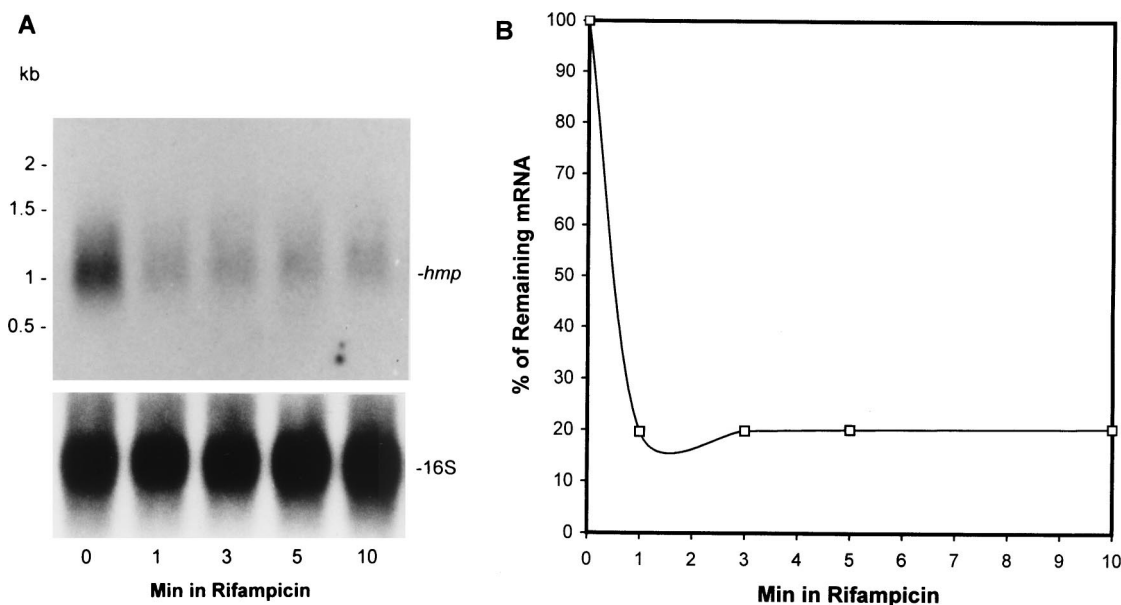 A
kb
2 -
1.5 -
1 -
0.5 -
-hmp
-16S
0 1 3 5 10
Min in Rifampicin
B
% of Remaining mRNA
100
90
80
70
60
50
40
30
20
10
0
0 1 2 3 4 5 6 7 8 9 10
Min in Rifampicin